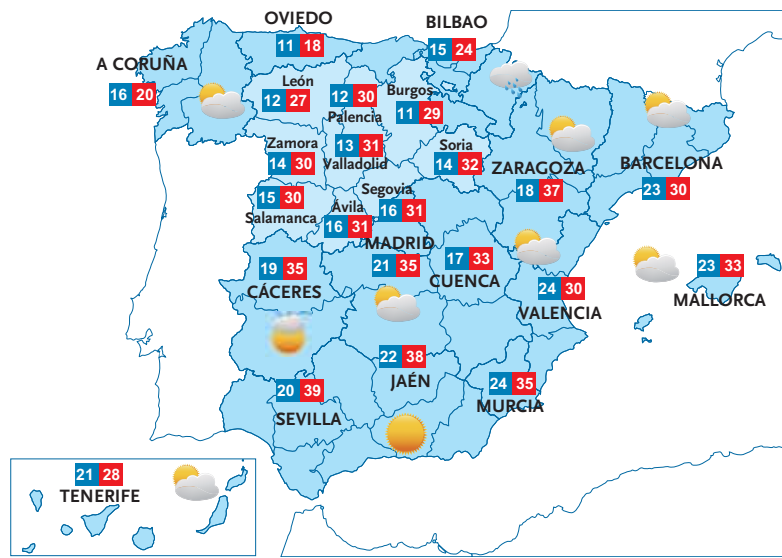 OVIEDO
11 18
BILBAO
15 24
A CORUÑA
16 20
León
12 27
12 30
Palencia
Burgos
11 29
Zamora
14 30
13 31
Valladolid
Soria
14 32
ZARAGOZA
18 37
BARCELONA
23 30
15 30
Salamanca
Ávila
16 31
Segovia
16 31
MADRID
21 35
17 33
CUENCA
19 35
CÁCERES
24 30
VALENCIA
23 33
MALLORCA
22 38
JAÉN
20 39
SEVILLA
24 35
MURCIA
21 28
TENERIFE